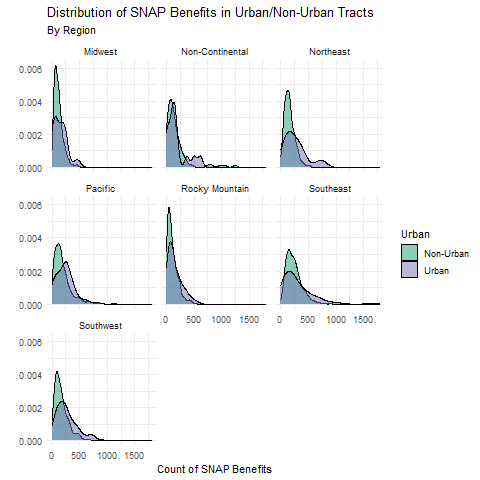 Distribution of SNAP Benefits in Urban/Non-Urban Tracts
By Region
Midwest
Non-Continental
Northeast
0.006
0.004
0.002
0.000
Pacific
Rocky Mountain
Southeast
0.006
0.004
0.002
0.000
0 500 1000 1500
0 500 1000 1500
Southwest
0.006
0.004
0.002
0.000
0 500 1000 1500
Count of SNAP Benefits
Urban
Non-Urban
Urban